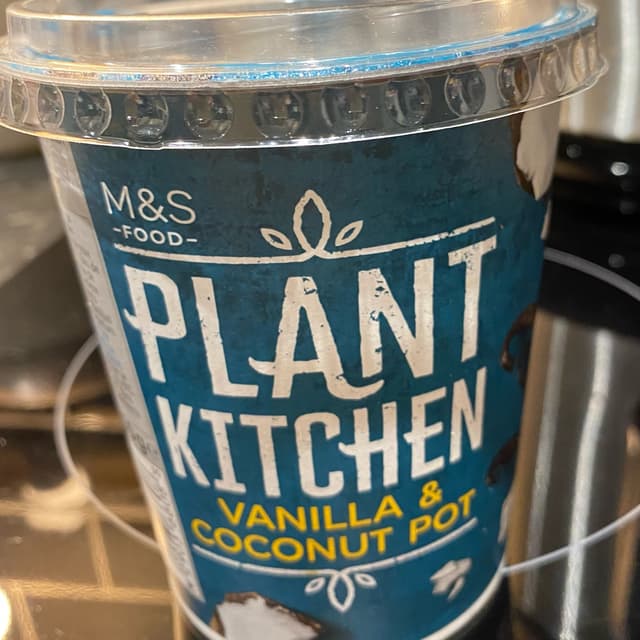 M&S
-FOOD-
PLANT
KITCHEN
VANILLA &
COCONUT POT